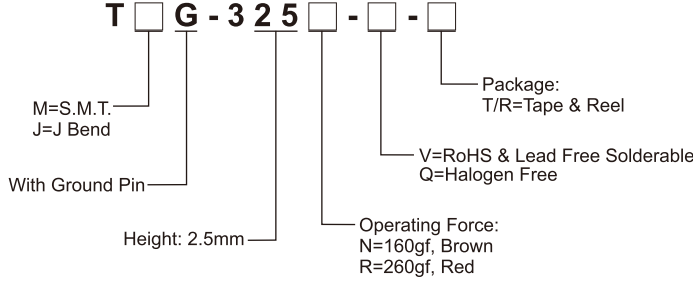 T□G-325□-□-□
Package:
T/R=Tape & Reel
M=S.M.T.
J=J Bend
V=RoHS & Lead Free Solderable
Q=Halogen Free
With Ground Pin
Operating Force:
N=160gf, Brown
R=260gf, Red
Height: 2.5mm